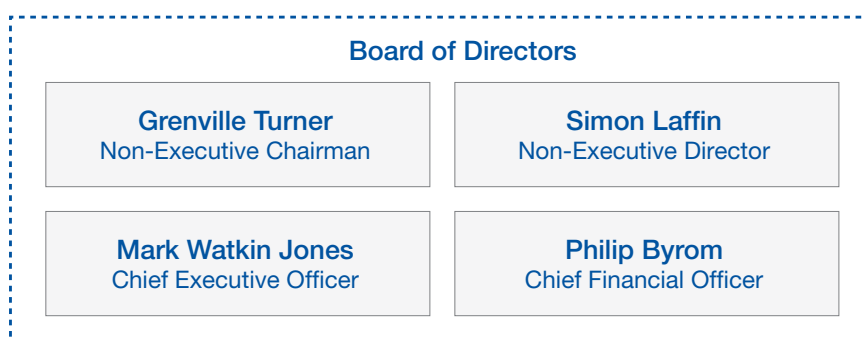 Board of Directors
Grenville Turner
Non-Executive Chairman
Simon Laffin
Non-Executive Director
Mark Watkin Jones
Chief Executive Officer
Philip Byrom
Chief Financial Officer